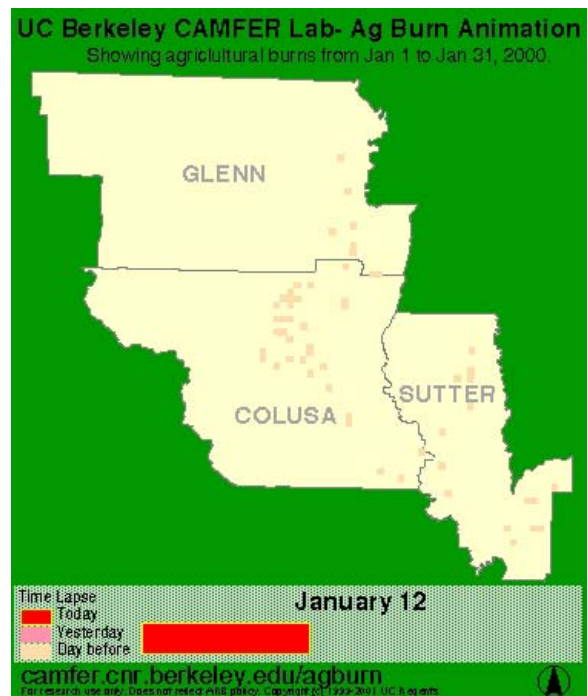 UC Berkeley CAMFER Lab- Ag Burn Animation
Showing agriclultural burns from Jan 1 to Jan 31, 2000.
GLENN
COLUSA
SUTTER
Time Lapse
Today
Yesterday
Day before
January 12
camfer.cnr.berkeley.edu/agburn
For research use only. Does not reflect ARB policy. Copyright (C) 1999-2001 UC Regents